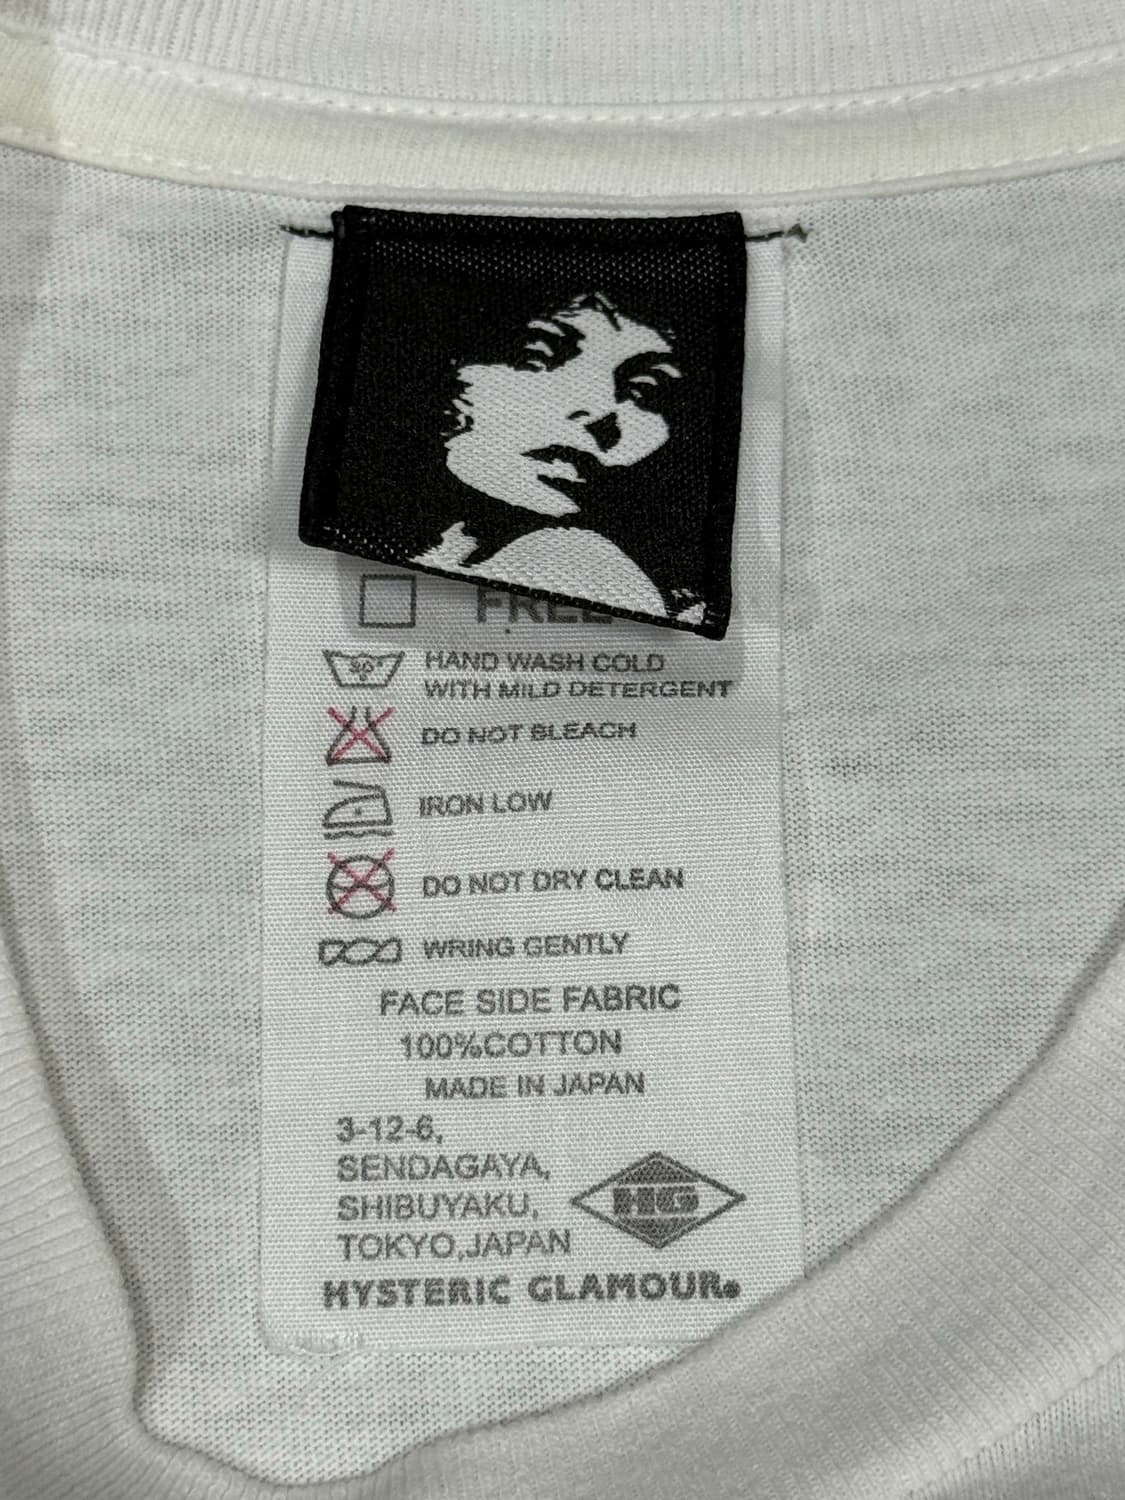 FREE
HAND WASH COLD
WITH MILD DETERGENT
DO NOT BLEACH
IRON LOW
DO NOT DRY CLEAN
WRING GENTLY
FACE SIDE FABRIC
100%COTTON
MADE IN JAPAN
3-12-6,
SENDAGAYA,
SHIBUYAKU,
TOKYO,JAPAN
HG
HYSTERIC GLAMOUR®